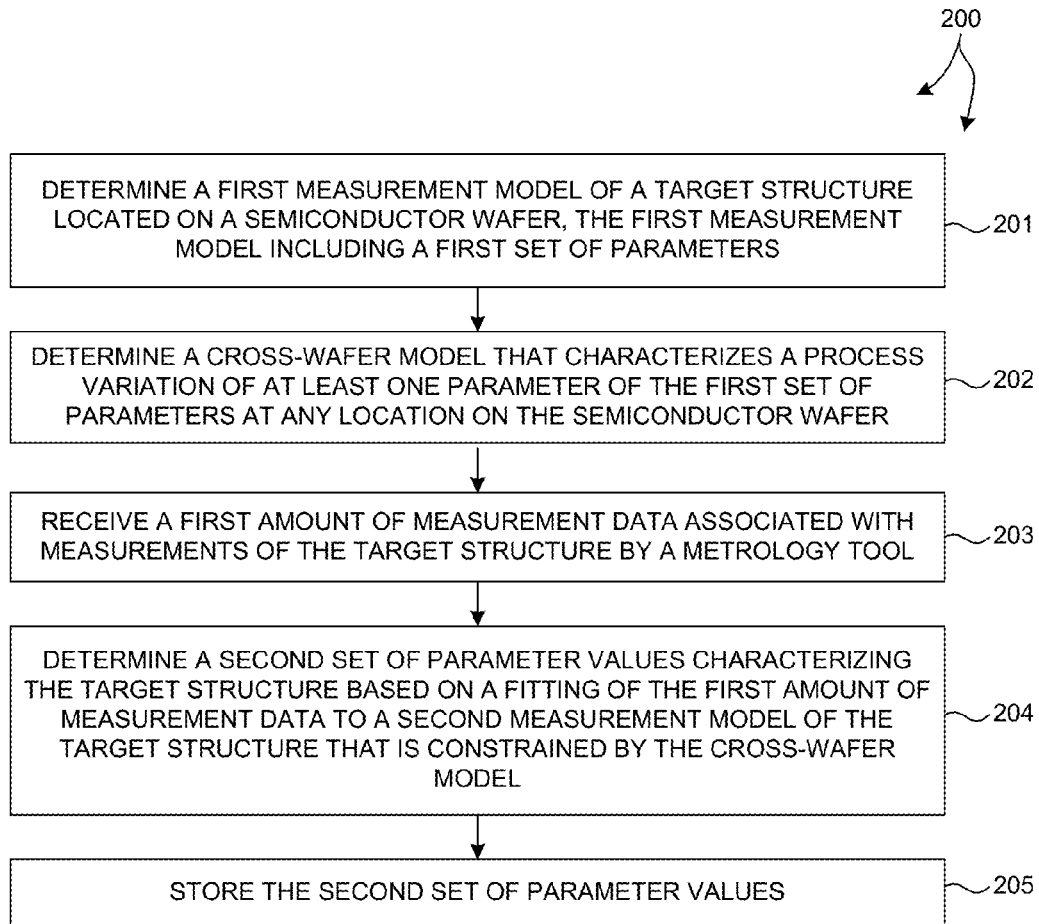 200
DETERMINE A FIRST MEASUREMENT MODEL OF A TARGET STRUCTURE
LOCATED ON A SEMICONDUCTOR WAFER, THE FIRST MEASUREMENT
MODEL INCLUDING A FIRST SET OF PARAMETERS
201
DETERMINE A CROSS-WAFER MODEL THAT CHARACTERIZES A PROCESS
VARIATION OF AT LEAST ONE PARAMETER OF THE FIRST SET OF
PARAMETERS AT ANY LOCATION ON THE SEMICONDUCTOR WAFER
202
RECEIVE A FIRST AMOUNT OF MEASUREMENT DATA ASSOCIATED WITH
MEASUREMENTS OF THE TARGET STRUCTURE BY A METROLOGY TOOL
203
DETERMINE A SECOND SET OF PARAMETER VALUES CHARACTERIZING
THE TARGET STRUCTURE BASED ON A FITTING OF THE FIRST AMOUNT OF
MEASUREMENT DATA TO A SECOND MEASUREMENT MODEL OF THE
TARGET STRUCTURE THAT IS CONSTRAINED BY THE CROSS-WAFER
MODEL
204
STORE THE SECOND SET OF PARAMETER VALUES
205